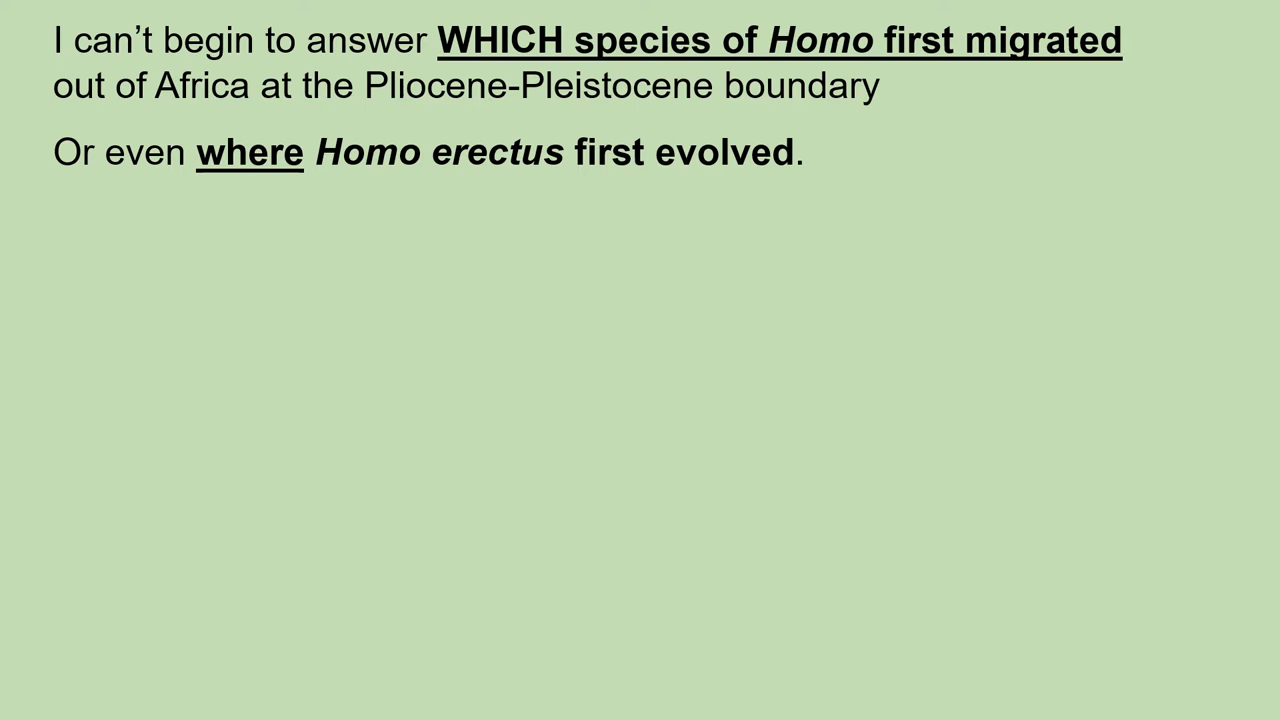 I can’t begin to answer WHICH species of Homo first migrated
out of Africa at the Pliocene-Pleistocene boundary
Or even where Homo erectus first evolved.